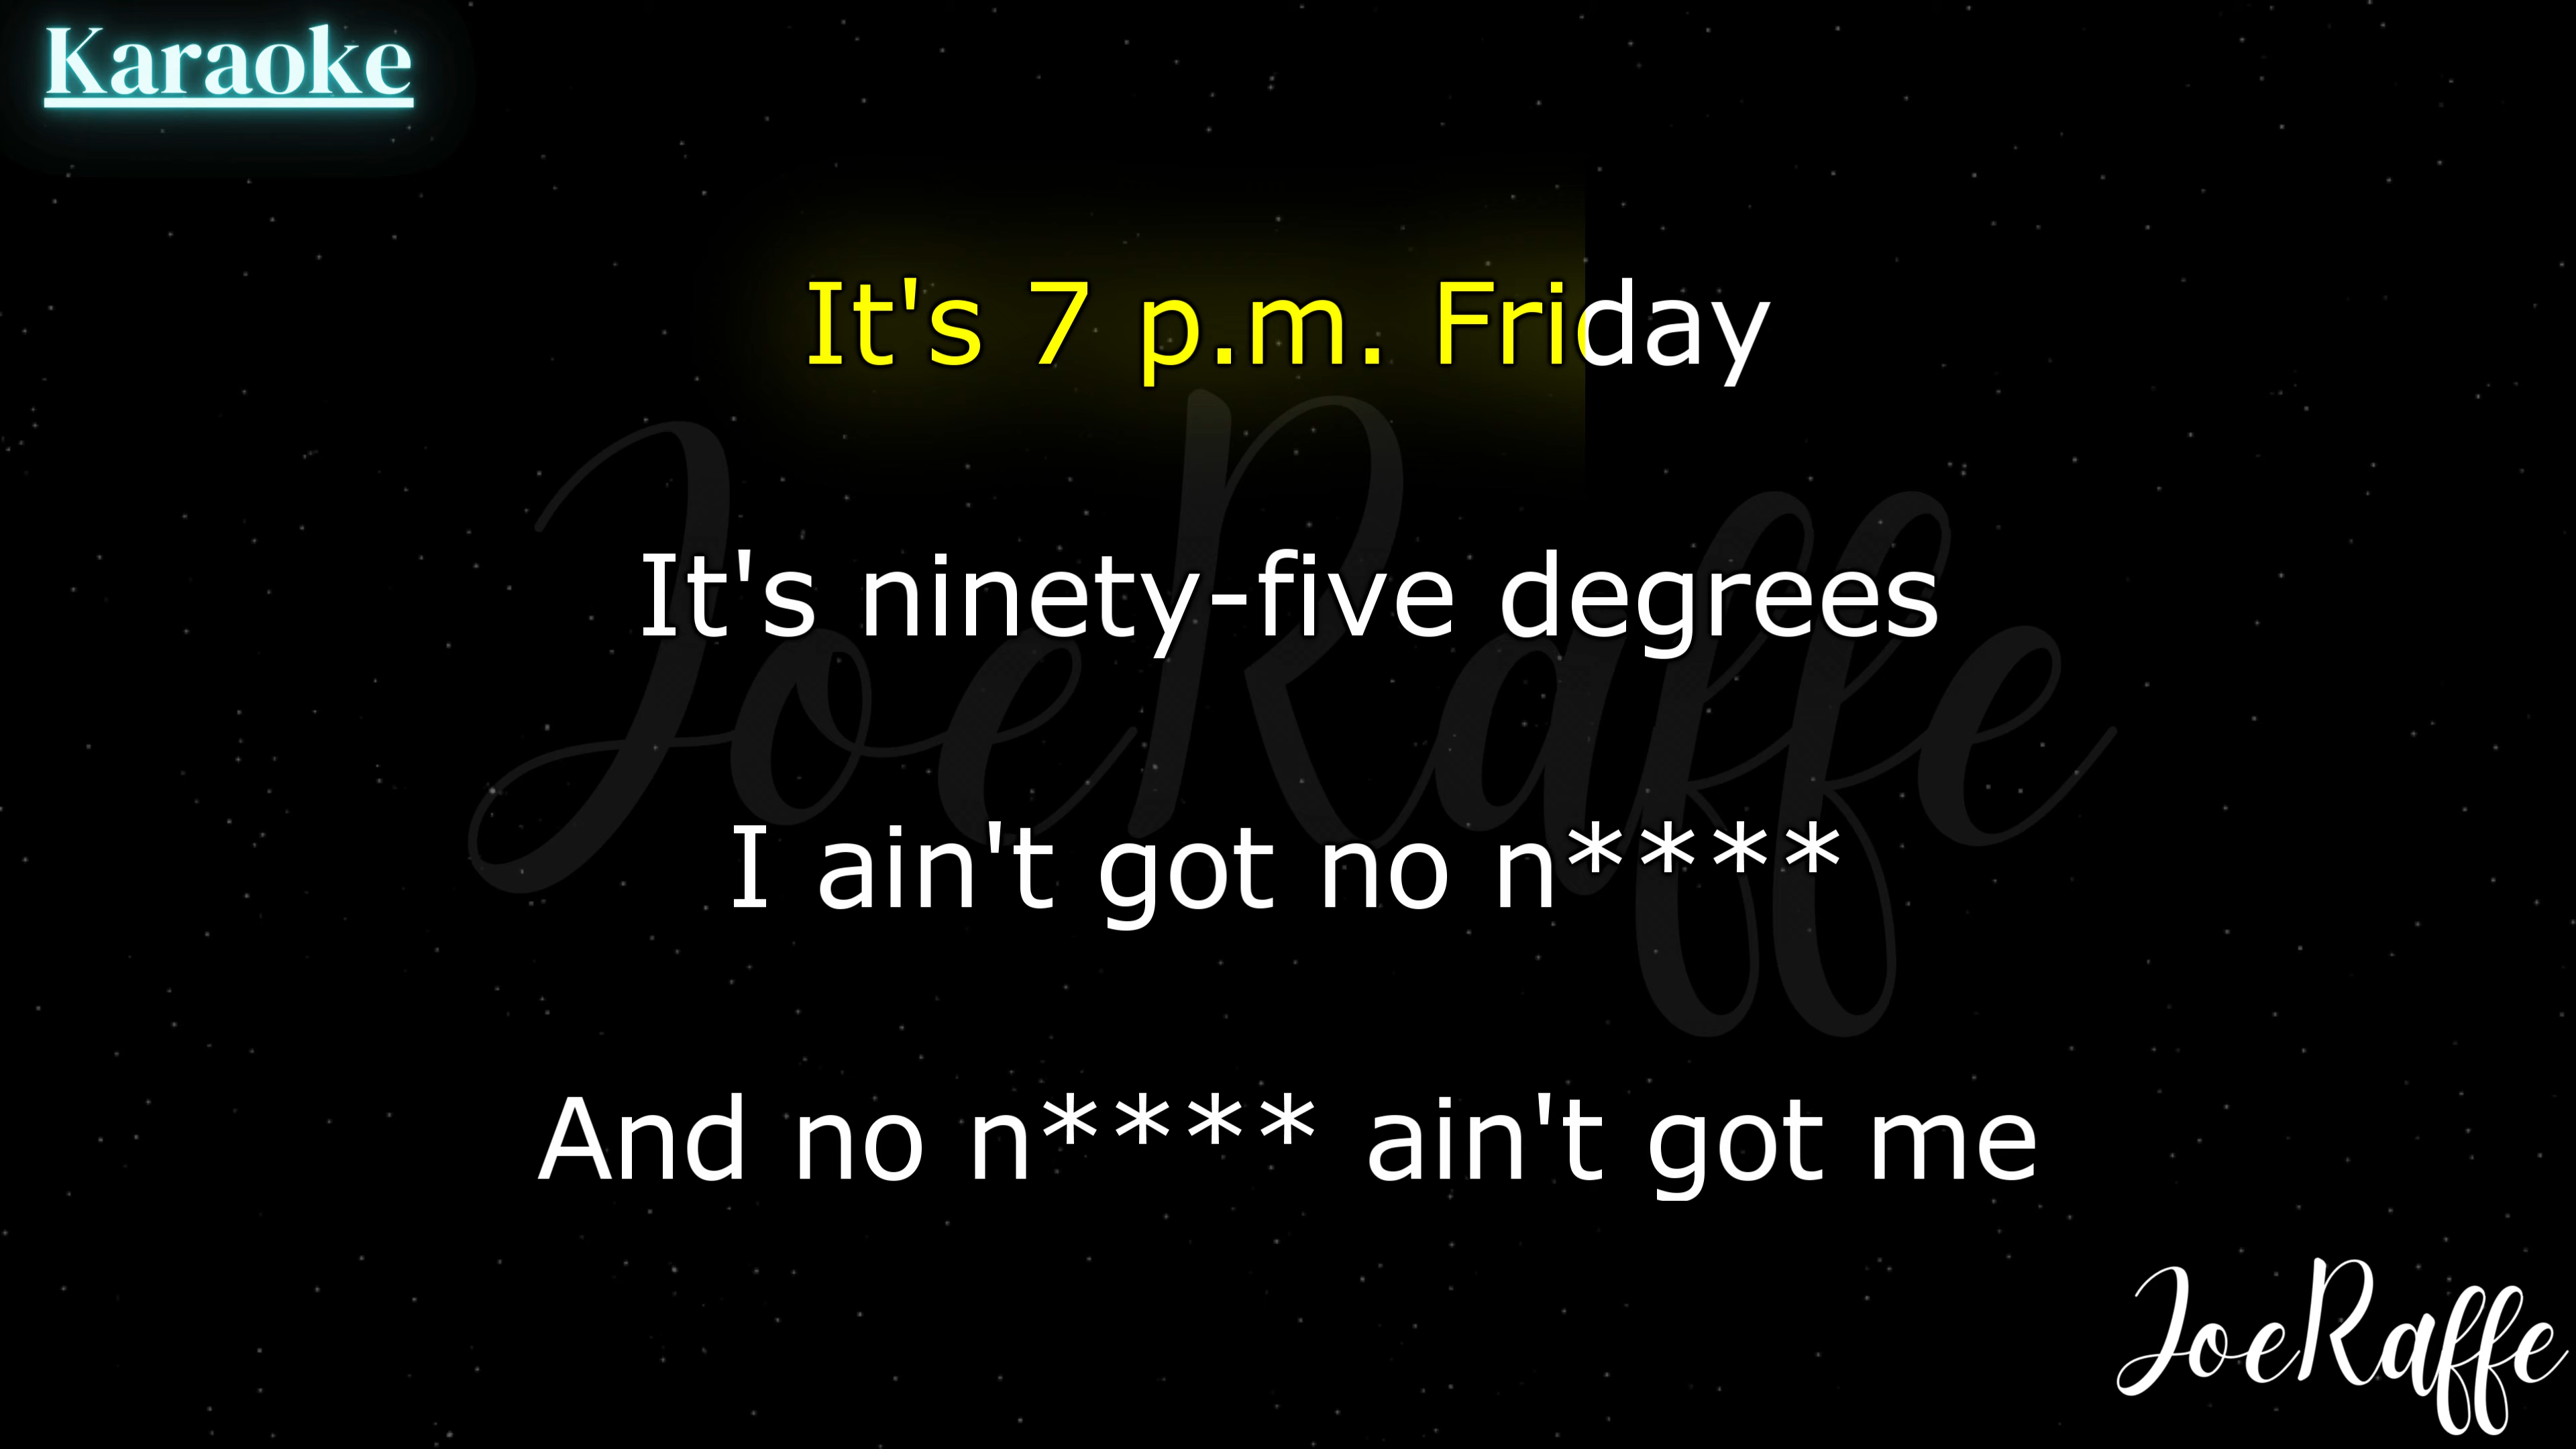 Karaoke
It's 7 p.m. Friday
It's ninety-five degrees
I ain't got no n****
And no n**** ain't got me
JoeRaffe
JoeRaffe